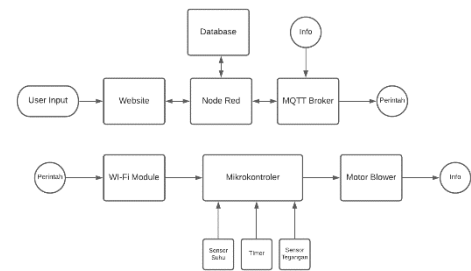 Database
Info
User Input
Website
Node Red
MQTT Broker
Perintah
Perintah
WI-Fi Module
Mikrokontroler
Motor Blower
Info
Sensor
Suhu
Timer
Sensor
Tegangan